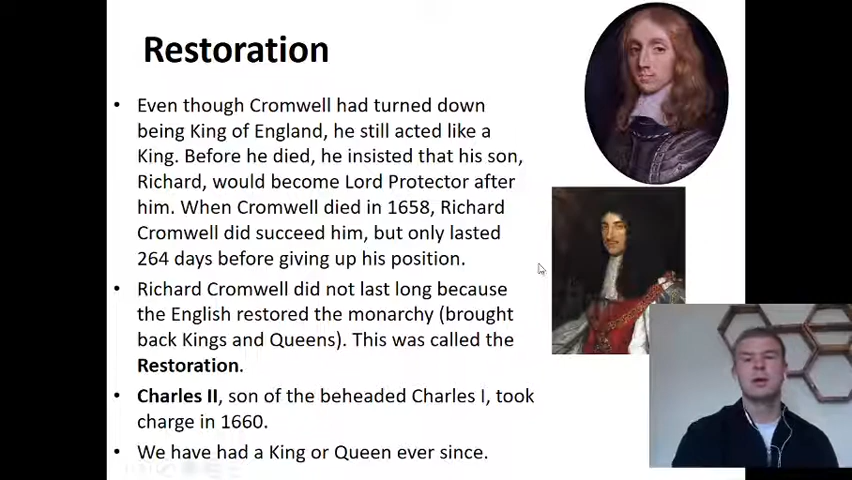 Restoration
• Even though Cromwell had turned down
being King of England, he still acted like a
King. Before he died, he insisted that his son,
Richard, would become Lord Protector after
him. When Cromwell died in 1658, Richard
Cromwell did succeed him, but only lasted
264 days before giving up his position.
• Richard Cromwell did not last long because
the English restored the monarchy (brought
back Kings and Queens). This was called the
Restoration.
• Charles II, son of the beheaded Charles I, took
charge in 1660.
• We have had a King or Queen ever since.